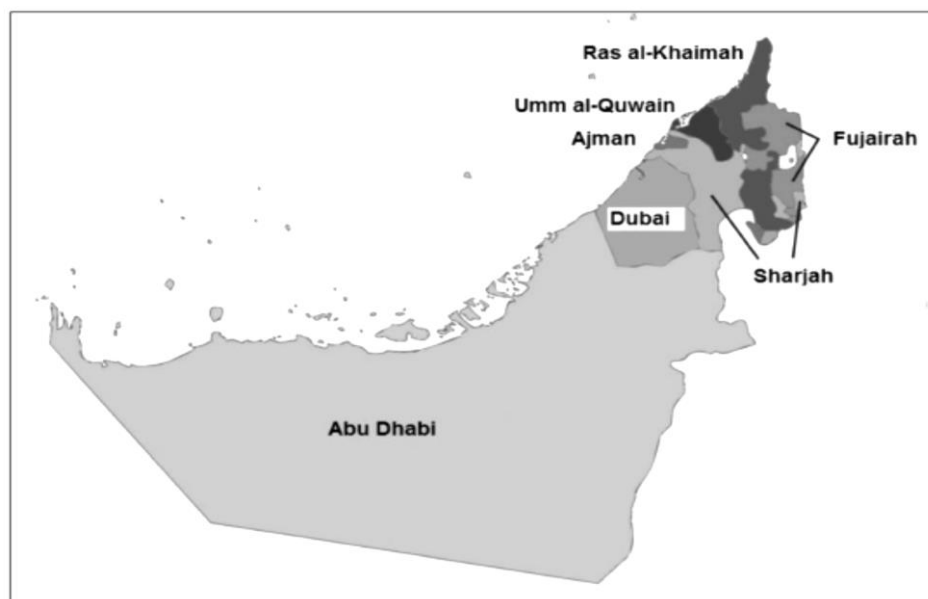 Ras al-Khaimah
Umm al-Quwain
Ajman
Fujairah
Dubai
Sharjah
Abu Dhabi